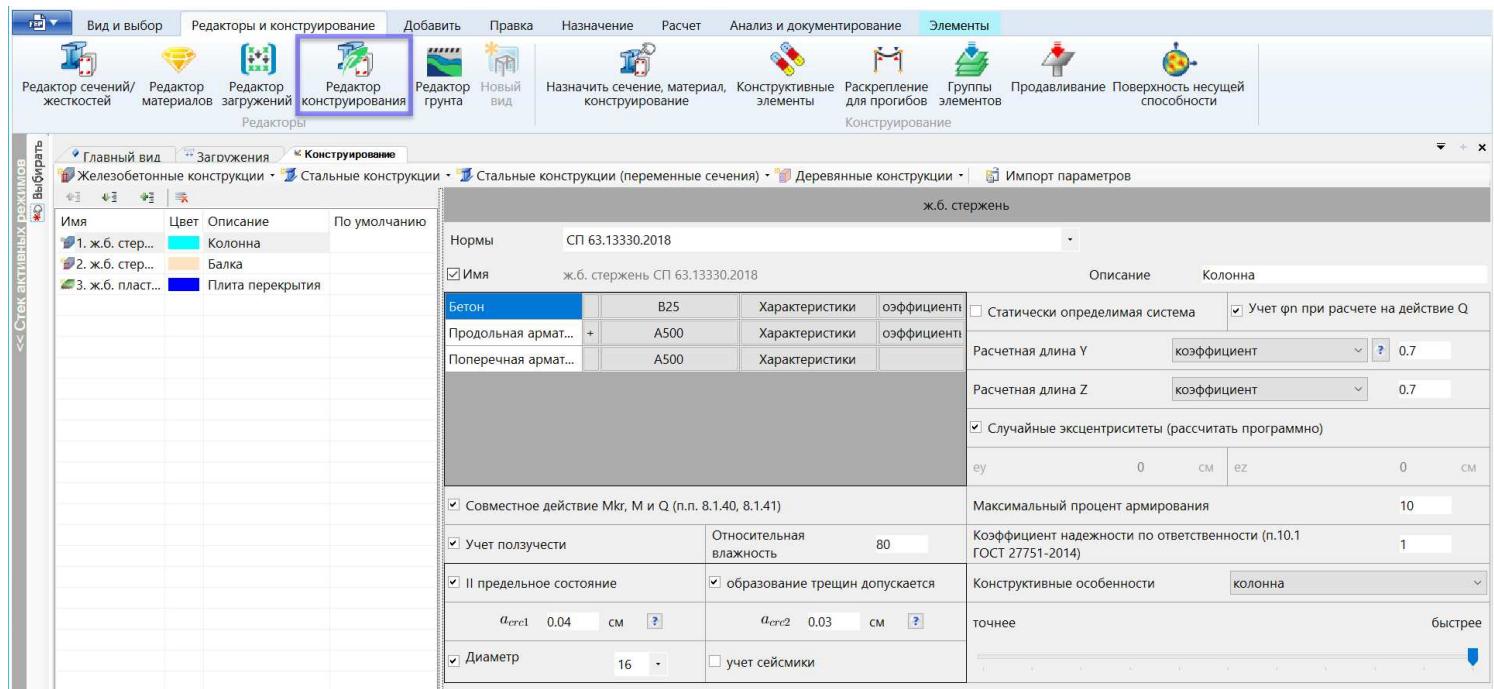 Вид и выбор Редакторы и конструирование Добавить Правка Назначение Расчет Анализ и документирование Элементы
Редактор сечений/ жесткостей
Редактор материалов
Редактор загружений
Редактор конструирования
Редактор грунта
Новый вид
Назначить сечение, материал, конструирование
Конструктивные элементы
Раскрепление для прогибов
Группы элементов
Продавливание
Поверхность несущей способности
Редакторы Конструирование
<< Стек активных режимов
Выбирать
Главный вид Загружения Конструирование
Железобетонные конструкции Стальные конструкции Стальные конструкции (переменные сечения) Деревянные конструкции Импорт параметров
Имя Цвет Описание По умолчанию
1. ж.б. стер... Колонна
2. ж.б. стер... Балка
3. ж.б. пласт... Плита перекрытия
ж.б. стержень
Нормы СП 63.13330.2018
Имя ж.б. стержень СП 63.13330.2018 Описание Колонна
Бетон B25 Характеристики оэффициенть
Продольная армат... + A500 Характеристики оэффициенть
Поперечная армат... A500 Характеристики
Статически определимая система Учет φn при расчете на действие Q
Расчетная длина Y коэффициент ? 0.7
Расчетная длина Z коэффициент 0.7
Случайные эксцентриситеты (рассчитать программно)
ey 0 см ez 0 см
Совместное действие Mkr, M и Q (п.п. 8.1.40, 8.1.41)
Максимальный процент армирования 10
Учет ползучести Относительная влажность 80
Коэффициент надежности по ответственности (п.10.1 ГОСТ 27751-2014) 1
II предельное состояние образование трещин допускается
Конструктивные особенности колонна
acrc1 0.04 см ? acrc2 0.03 см ?
точнее быстрее
Диаметр 16 учет сейсмики